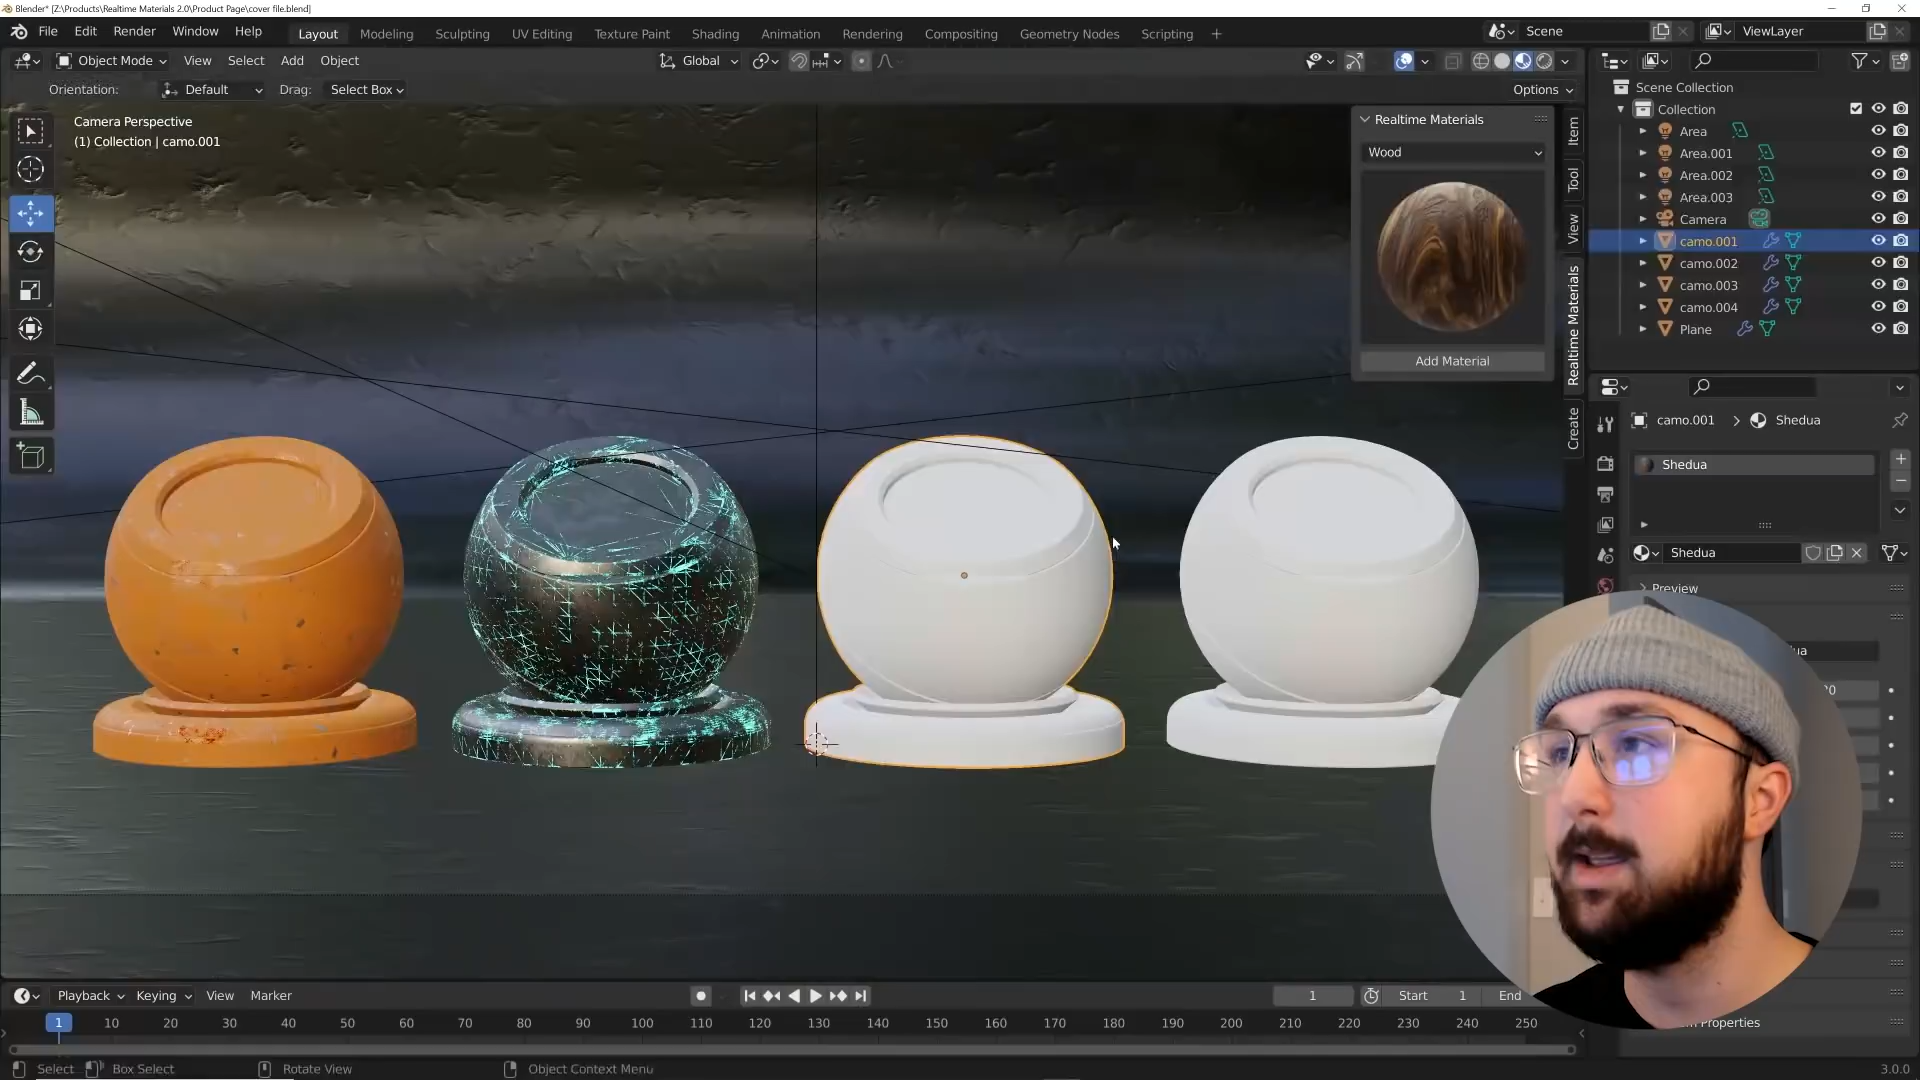 Blender* [Z:\Products\Realtime Materials 2.0\Product Page\cover file.blend]
File Edit Render Window Help Layout Modeling Sculpting UV Editing Texture Paint Shading Animation Rendering Compositing Geometry Nodes Scripting + Scene ViewLayer
Object Mode View Select Add Object Global
Orientation: Default Drag: Select Box Options
Camera Perspective
(1) Collection | camo.001
Realtime Materials
Wood
Add Material
Item
Tool
View
Realtime Materials
Create
Scene Collection
Collection
Area
Area.001
Area.002
Area.003
Camera
camo.001
camo.002
camo.003
camo.004
Plane
camo.001 > Shedua
Shedua
Shedua
Preview
Playback Keying View Marker 1 Start 1 End
1 10 20 30 40 50 60 70 80 90 100 110 120 130 140 150 160 170 180 190 200 210 220 230 240 250
Properties
Select Box Select Rotate View Object Context Menu 3.0.0